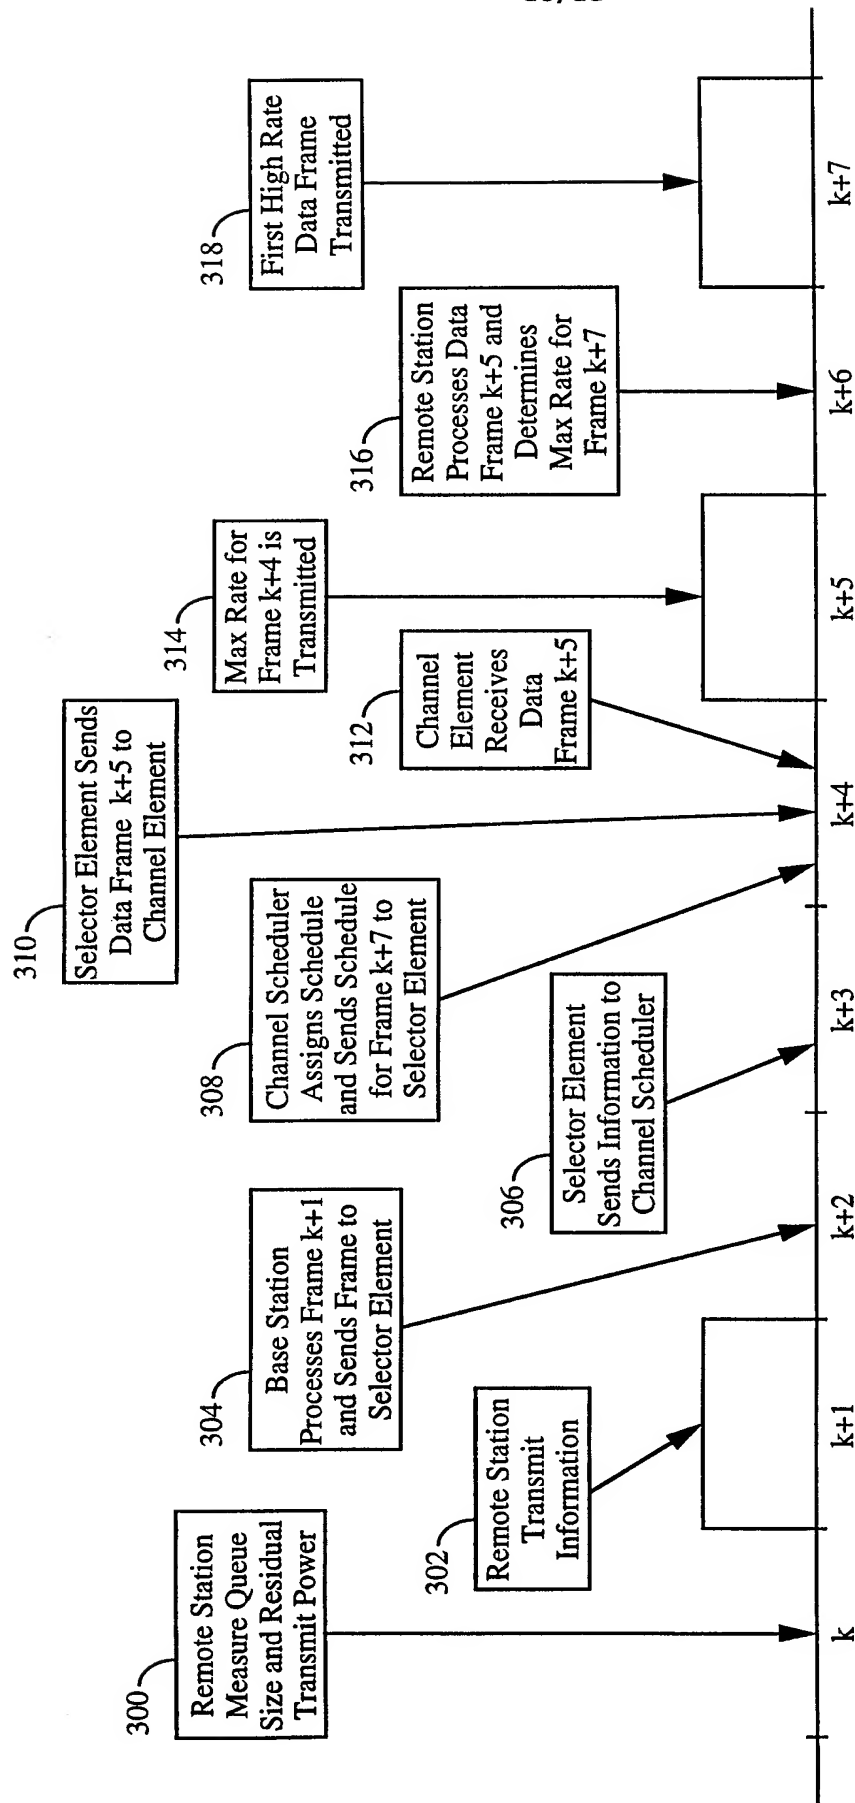 300
Remote Station
Measure Queue
Size and Residual
Transmit Power
302
Remote Station
Transmit
Information
304
Base Station
Processes Frame k+1
and Sends Frame to
Selector Element
306
Selector Element
Sends Information to
Channel Scheduler
308
Channel Scheduler
Assigns Schedule
and Sends Schedule
for Frame k+7 to
Selector Element
310
Selector Element Sends
Data Frame k+5 to
Channel Element
312
Channel
Element
Receives
Data
Frame k+5
314
Max Rate for
Frame k+4 is
Transmitted
316
Remote Station
Processes Data
Frame k+5 and
Determines
Max Rate for
Frame k+7
318
First High Rate
Data Frame
Transmitted
k
k+1
k+2
k+3
k+4
k+5
k+6
k+7